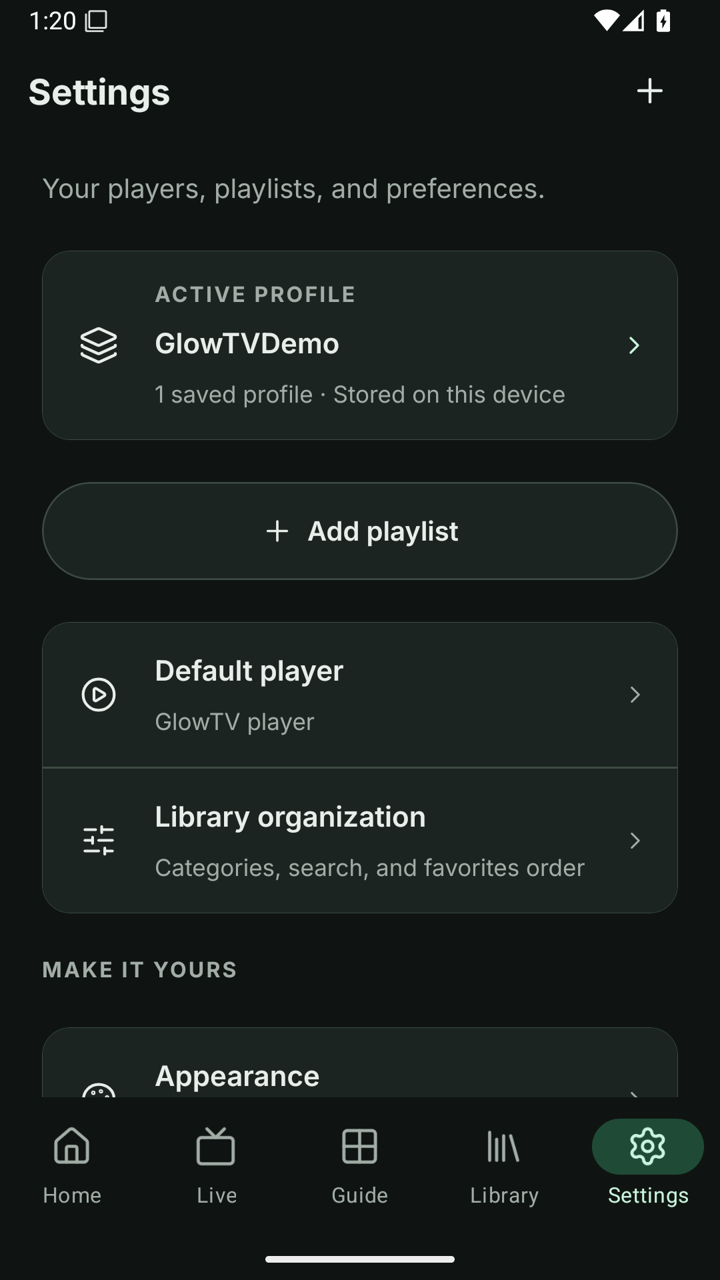 1:20
Settings
Your players, playlists, and preferences.
ACTIVE PROFILE
GlowTVDemo
1 saved profile · Stored on this device
Add playlist
Default player
GlowTV player
Library organization
Categories, search, and favorites order
MAKE IT YOURS
Appearance
Home
Live
Guide
Library
Settings